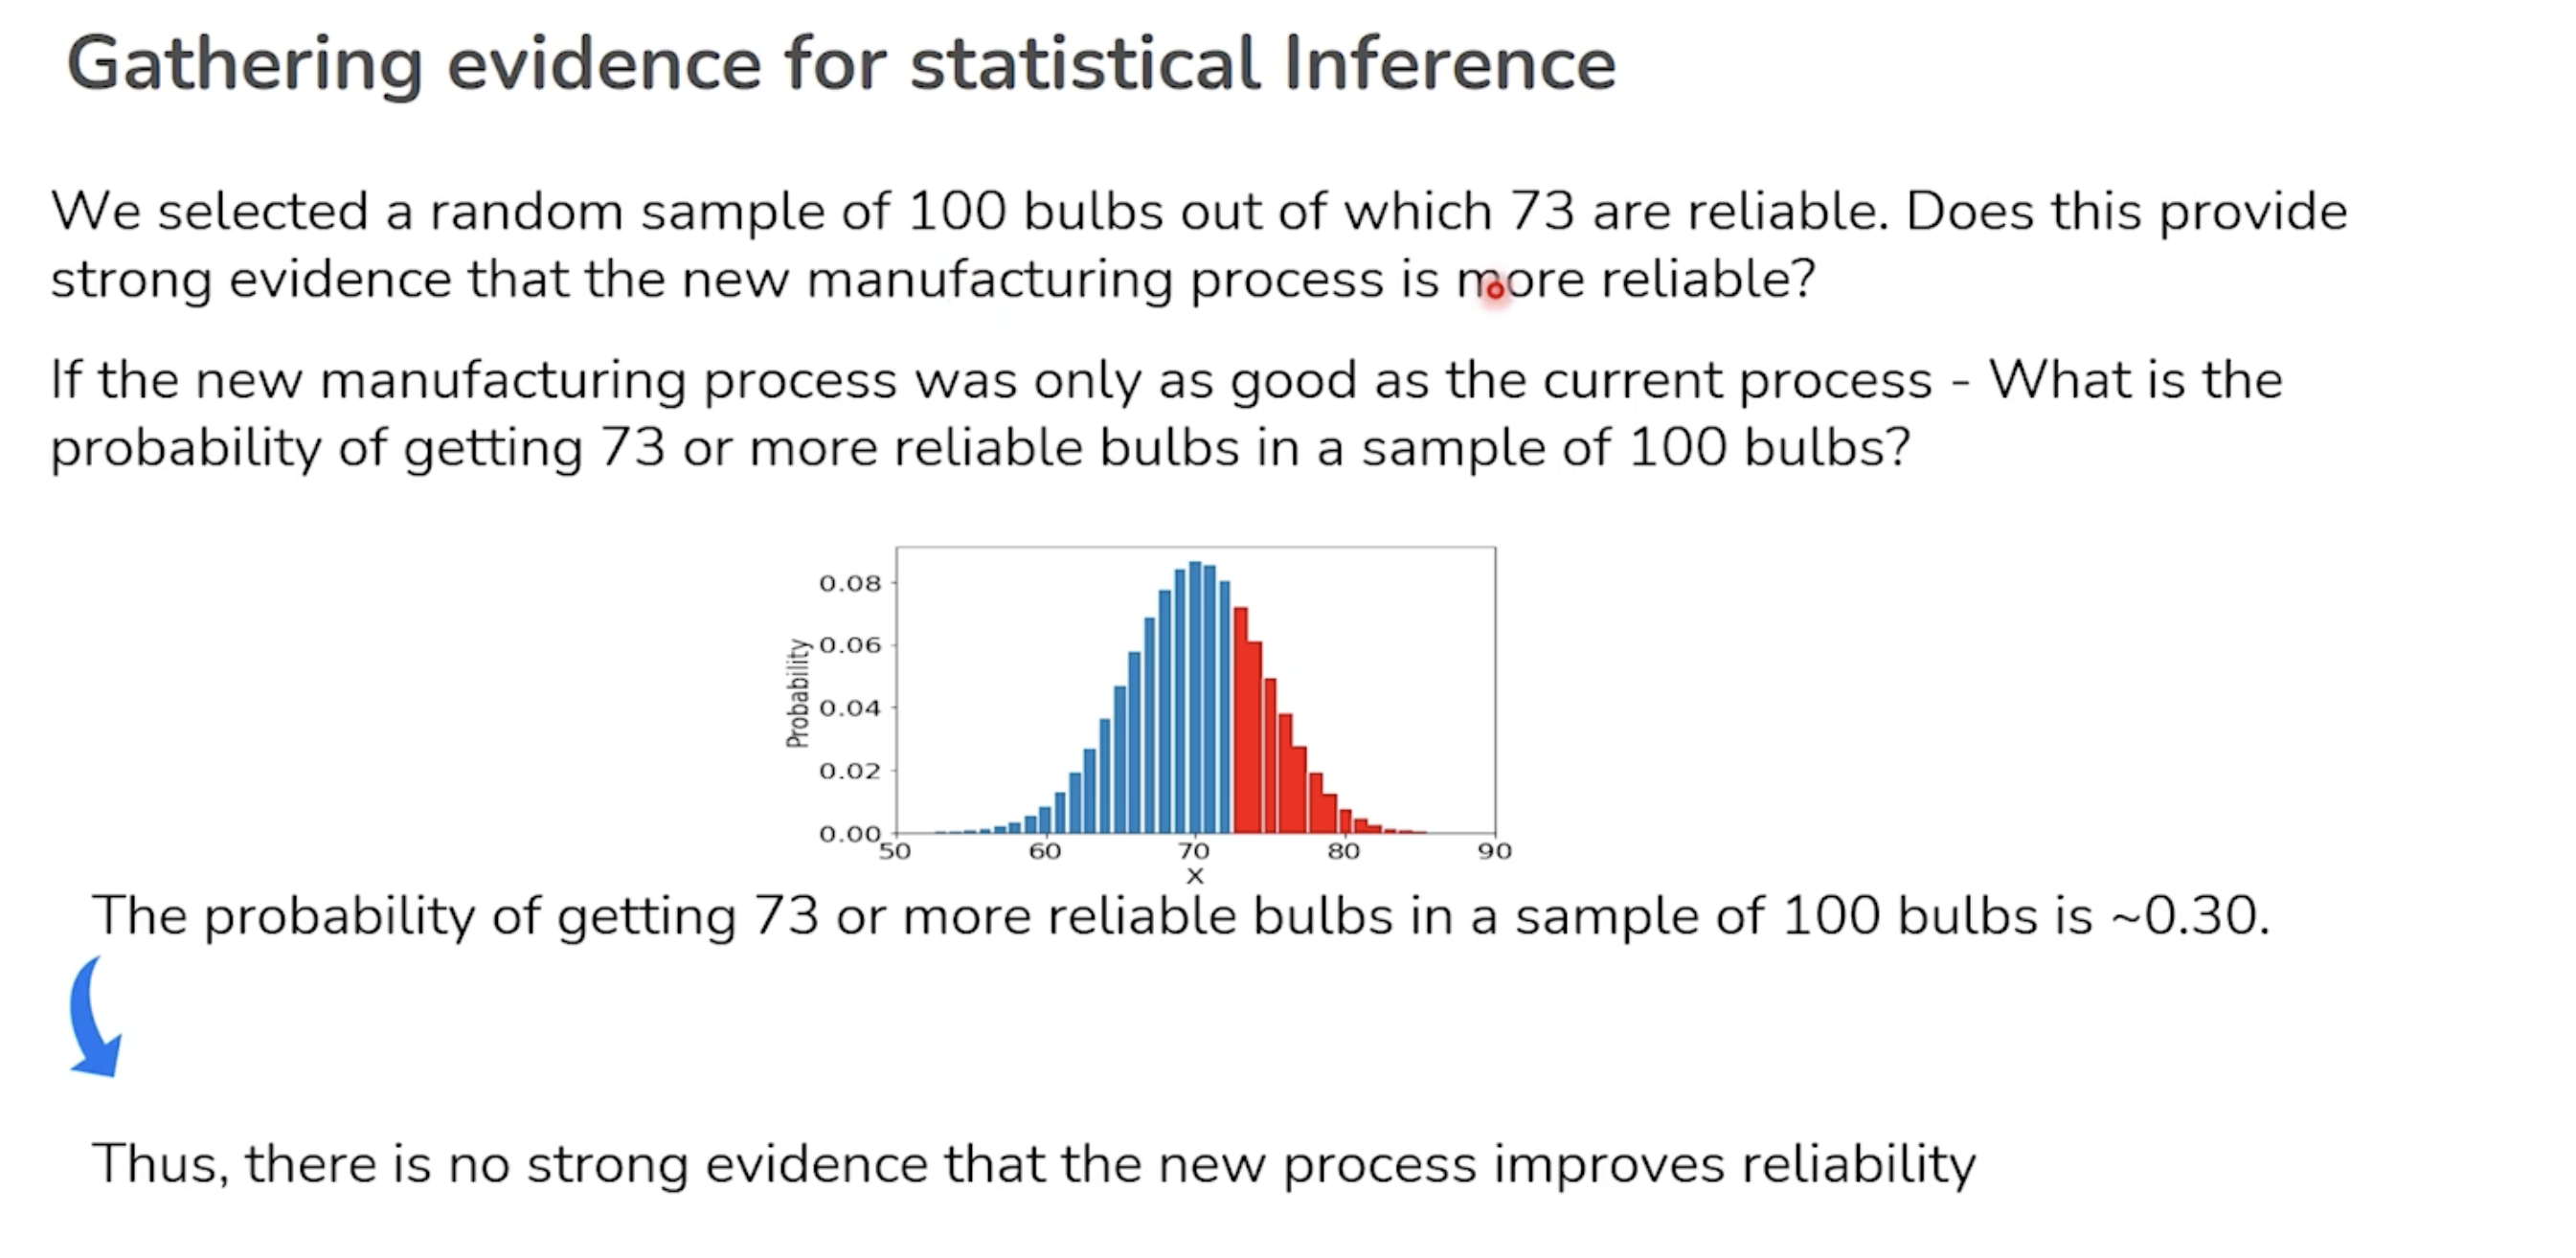 Gathering evidence for statistical Inference
We selected a random sample of 100 bulbs out of which 73 are reliable. Does this provide
strong evidence that the new manufacturing process is more reliable?
If the new manufacturing process was only as good as the current process - What is the
probability of getting 73 or more reliable bulbs in a sample of 100 bulbs?
0.08
0.06
0.04
0.02
0.00
Probability
50 60 70 80 90
x
The probability of getting 73 or more reliable bulbs in a sample of 100 bulbs is ~0.30.
Thus, there is no strong evidence that the new process improves reliability